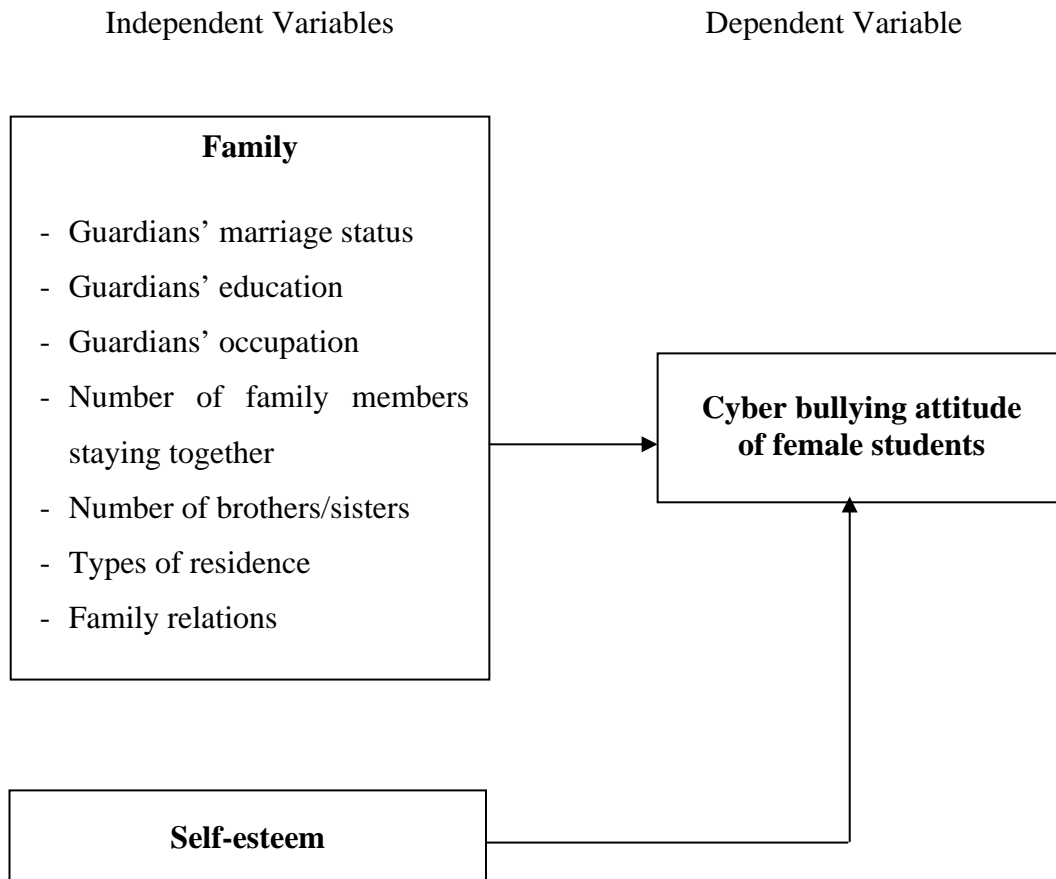 Independent Variables
Dependent Variable
Family
- Guardians’ marriage status
- Guardians’ education
- Guardians’ occupation
- Number of family members
staying together
- Number of brothers/sisters
- Types of residence
- Family relations
Cyber bullying attitude
of female students
Self-esteem